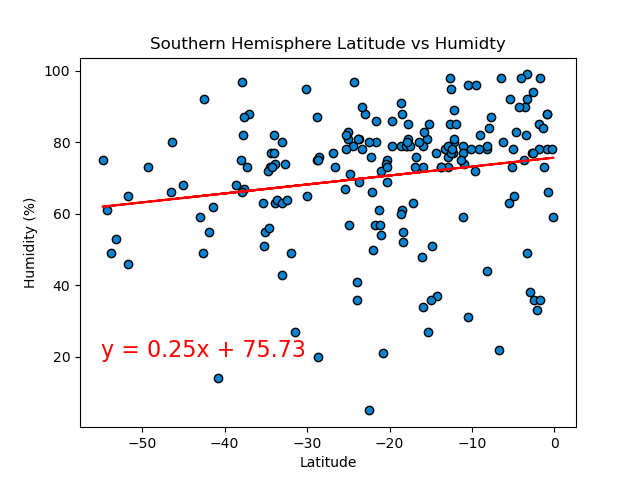 Southern Hemisphere Latitude vs Humidty
Humidity (%)
100
80
60
40
20
y = 0.25x + 75.73
−50
−40
−30
−20
−10
0
Latitude